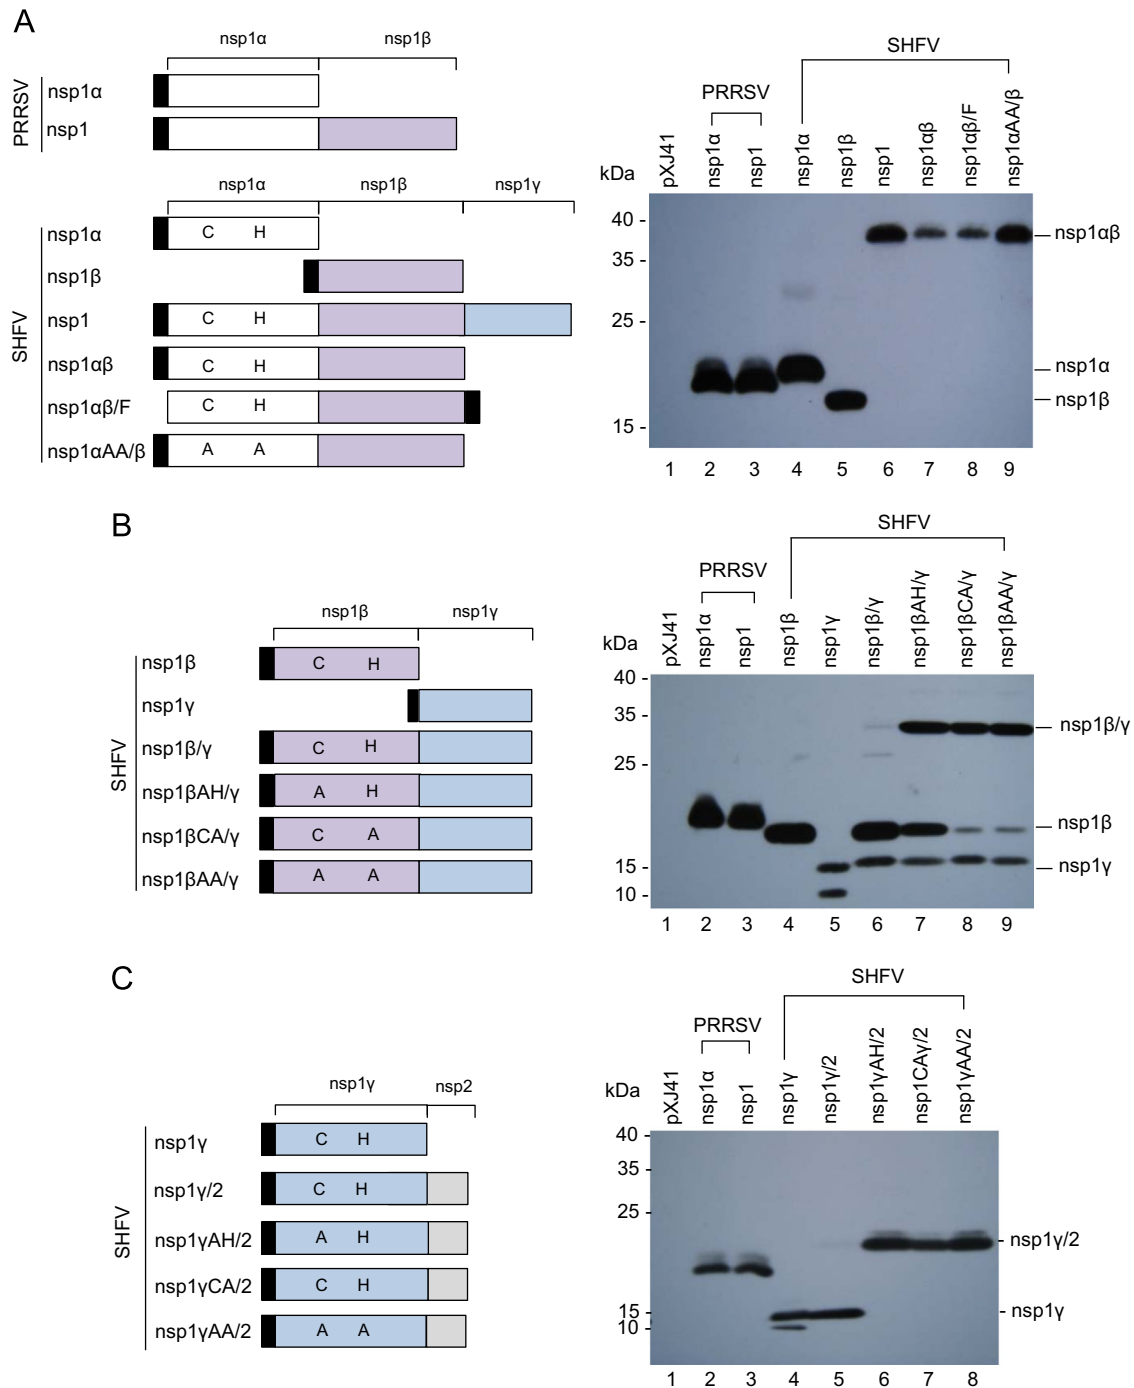 A
nsp1α nsp1β
PRRSV
nsp1α
nsp1
nsp1α nsp1β nsp1γ
SHFV
nsp1α C H
nsp1β
nsp1 C H
nsp1αβ C H
nsp1αβ/F C H
nsp1αAA/β A A
SHFV
PRRSV
kDa pXJ41 nsp1α nsp1 nsp1α nsp1β nsp1 nsp1αβ nsp1αβ/F nsp1αAA/β
40 -
35 -
25 -
15 -
nsp1αβ
nsp1α
nsp1β
1 2 3 4 5 6 7 8 9
B
nsp1β nsp1γ
SHFV
nsp1β C H
nsp1γ
nsp1β/γ C H
nsp1βAH/γ A H
nsp1βCA/γ C A
nsp1βAA/γ A A
SHFV
PRRSV
kDa pXJ41 nsp1α nsp1 nsp1β nsp1γ nsp1β/γ nsp1βAH/γ nsp1βCA/γ nsp1βAA/γ
40 -
35 -
25 -
15 -
10 -
nsp1β/γ
nsp1β
nsp1γ
1 2 3 4 5 6 7 8 9
C
nsp1γ nsp2
SHFV
nsp1γ C H
nsp1γ/2 C H
nsp1γAH/2 A H
nsp1γCA/2 C H
nsp1γAA/2 A A
SHFV
PRRSV
kDa pXJ41 nsp1α nsp1 nsp1γ nsp1γ/2 nsp1γAH/2 nsp1CAγ/2 nsp1γAA/2
40 -
35 -
25 -
15 -
10 -
nsp1γ/2
nsp1γ
1 2 3 4 5 6 7 8